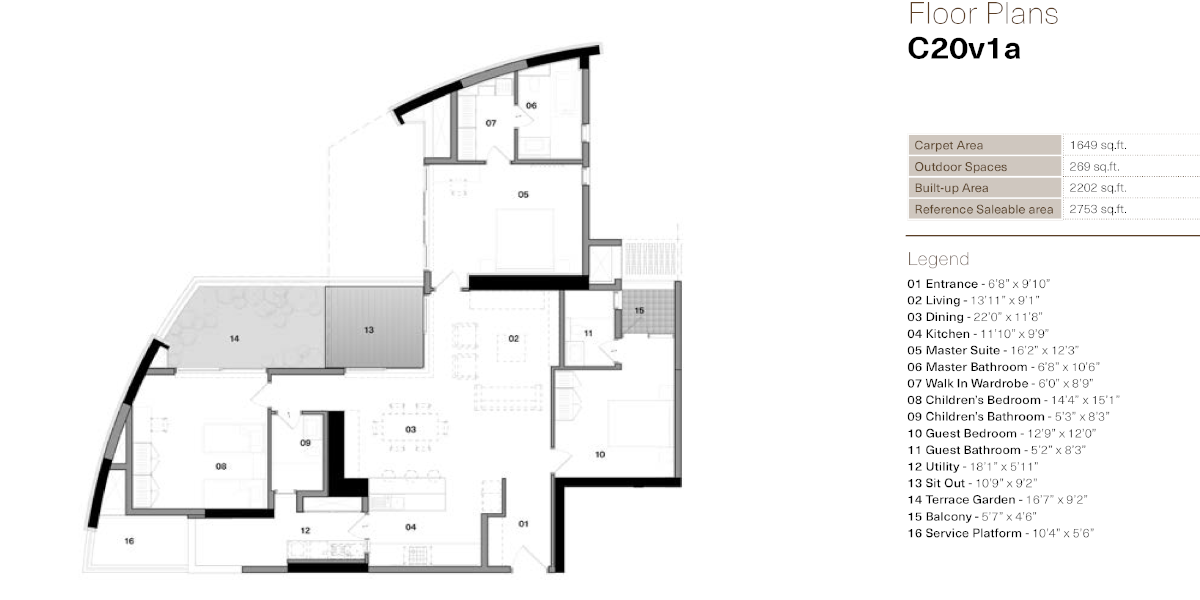 Floor Plans
C20v1a
Carpet Area 1649 sq.ft.
Outdoor Spaces 269 sq.ft.
Built-up Area 2202 sq.ft.
Reference Saleable area 2753 sq.ft.
Legend
01 Entrance - 6'8" x 9'10"
02 Living - 13'11" x 9'1"
03 Dining - 22'0" x 11'8"
04 Kitchen - 11'10" x 9'9"
05 Master Suite - 16'2" x 12'3"
06 Master Bathroom - 6'8" x 10'6"
07 Walk In Wardrobe - 6'0" x 8'9"
08 Children's Bedroom - 14'4" x 15'1"
09 Children's Bathroom - 5'3" x 8'3"
10 Guest Bedroom - 12'9" x 12'0"
11 Guest Bathroom - 5'2" x 8'3"
12 Utility - 18'1" x 5'11"
13 Sit Out - 10'9" x 9'2"
14 Terrace Garden - 16'7" x 9'2"
15 Balcony - 5'7" x 4'6"
16 Service Platform - 10'4" x 5'6"
06
07
05
15
13
11
14
02
03
09
10
08
01
04
12
16